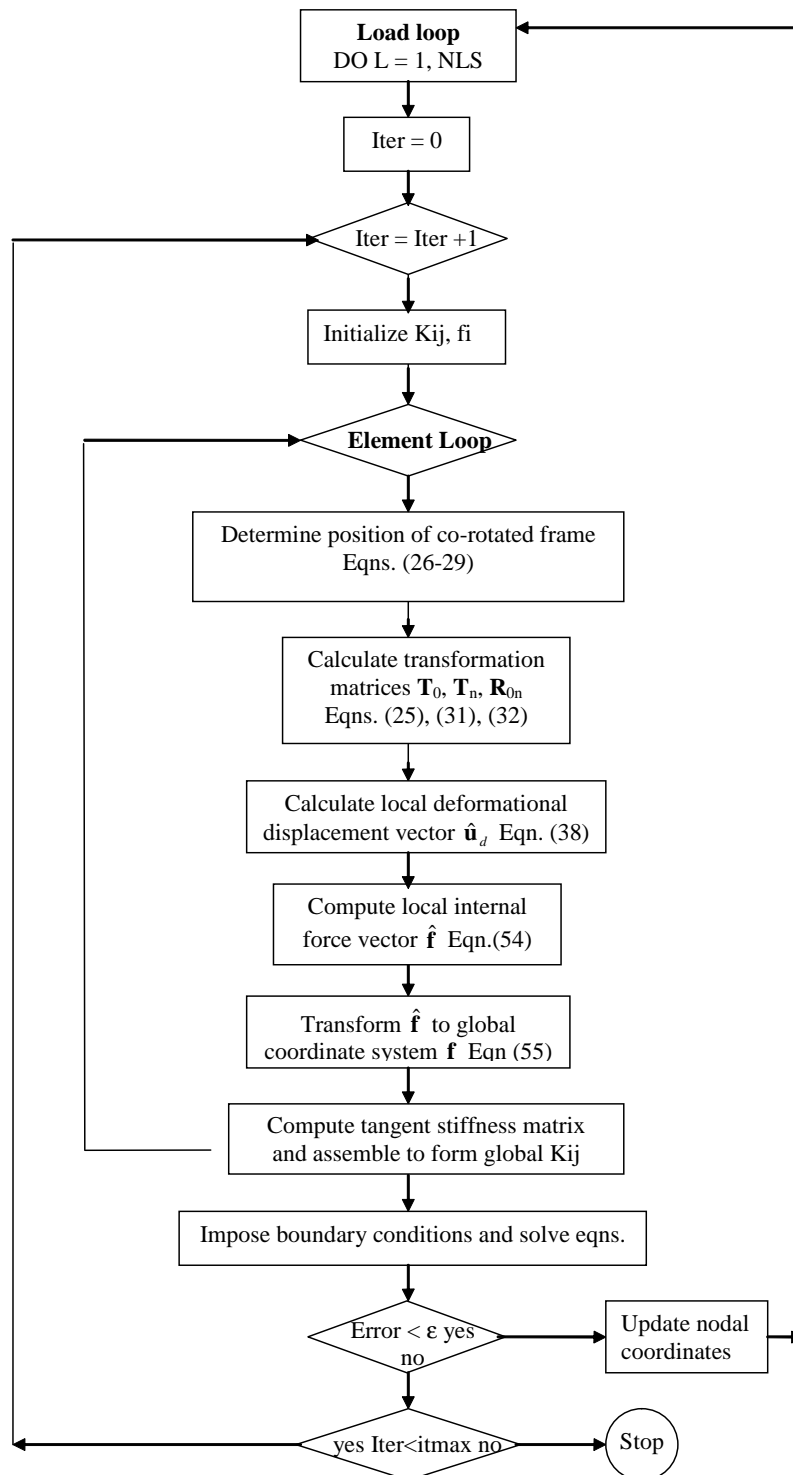 Load loop
DO L = 1, NLS
Iter = 0
Iter = Iter +1
Initialize Kij, fi
Element Loop
Determine position of co-rotated frame
Eqns. (26-29)
Calculate transformation
matrices T₀, Tₙ, R₀ₙ
Eqns. (25), (31), (32)
Calculate local deformational
displacement vector û_d Eqn. (38)
Compute local internal
force vector f̂ Eqn.(54)
Transform f̂ to global
coordinate system f Eqn (55)
Compute tangent stiffness matrix
and assemble to form global Kij
Impose boundary conditions and solve eqns.
Error < ε yes
no
Update nodal
coordinates
yes Iter<itmax no
Stop